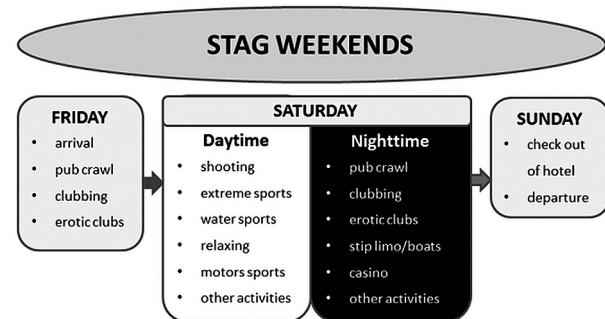 STAG WEEKENDS
FRIDAY
• arrival
• pub crawl
• clubbing
• erotic clubs
SATURDAY
Daytime
• shooting
• extreme sports
• water sports
• relaxing
• motors sports
• other activities
Nighttime
• pub crawl
• clubbing
• erotic clubs
• stip limo/boats
• casino
• other activities
SUNDAY
• check out
of hotel
• departure